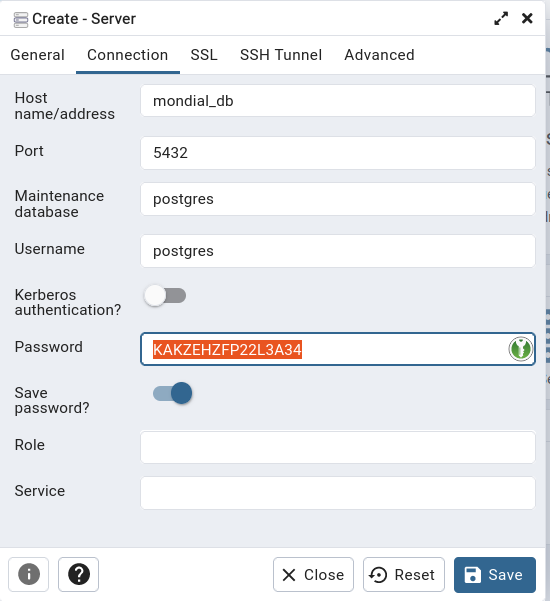 Create - Server
General Connection SSL SSH Tunnel Advanced
Host
name/address
mondial_db
Port
5432
Maintenance
database
postgres
Username
postgres
Kerberos
authentication?
Password
KAKZEHZFP22L3A34
Save
password?
Role
Service
Close Reset Save